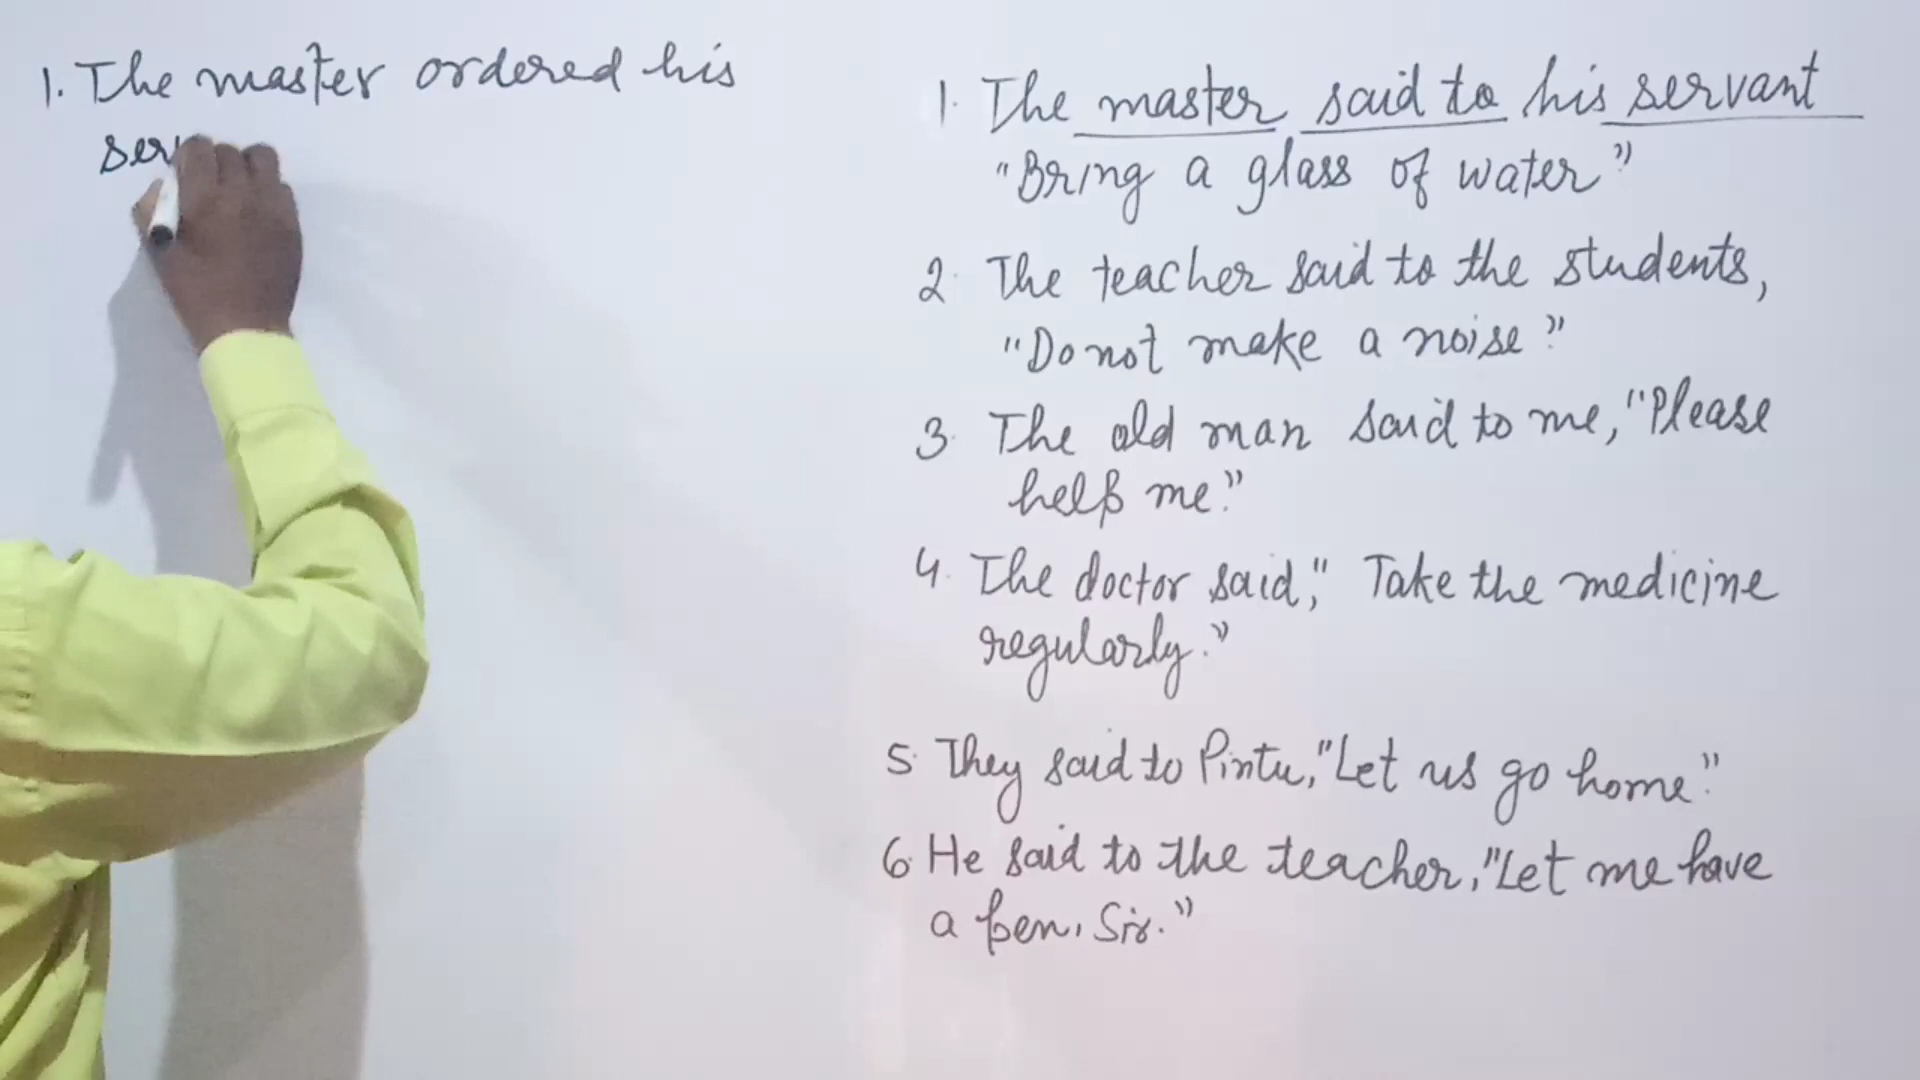 1. The master ordered his
ser
1. The master said to his servant
"Bring a glass of water"
2. The teacher said to the students,
"Do not make a noise"
3. The old man said to me, "Please
help me."
4. The doctor said," Take the medicine
regularly."
5. They said to Pintu, "Let us go home."
6. He said to the teacher, "Let me have
a pen, Sir."